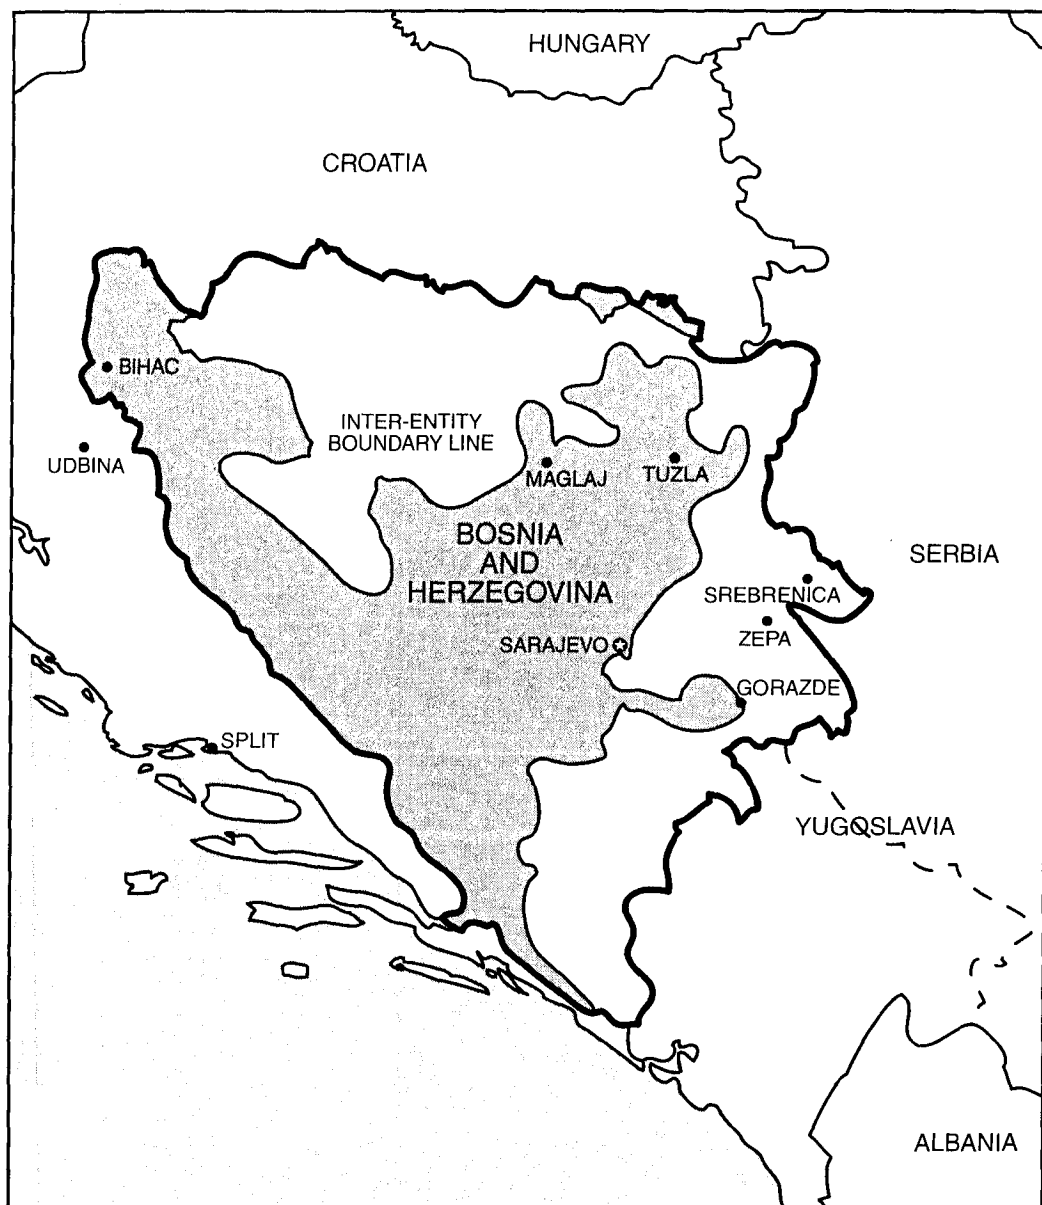 HUNGARY
CROATIA
BIHAC
INTER-ENTITY
BOUNDARY LINE
UDBINA
MAGLAJ
TUZLA
BOSNIA
AND
HERZEGOVINA
SERBIA
SREBRENICA
ZEPA
SARAJEVO
GORAZDE
SPLIT
YUGOSLAVIA
ALBANIA